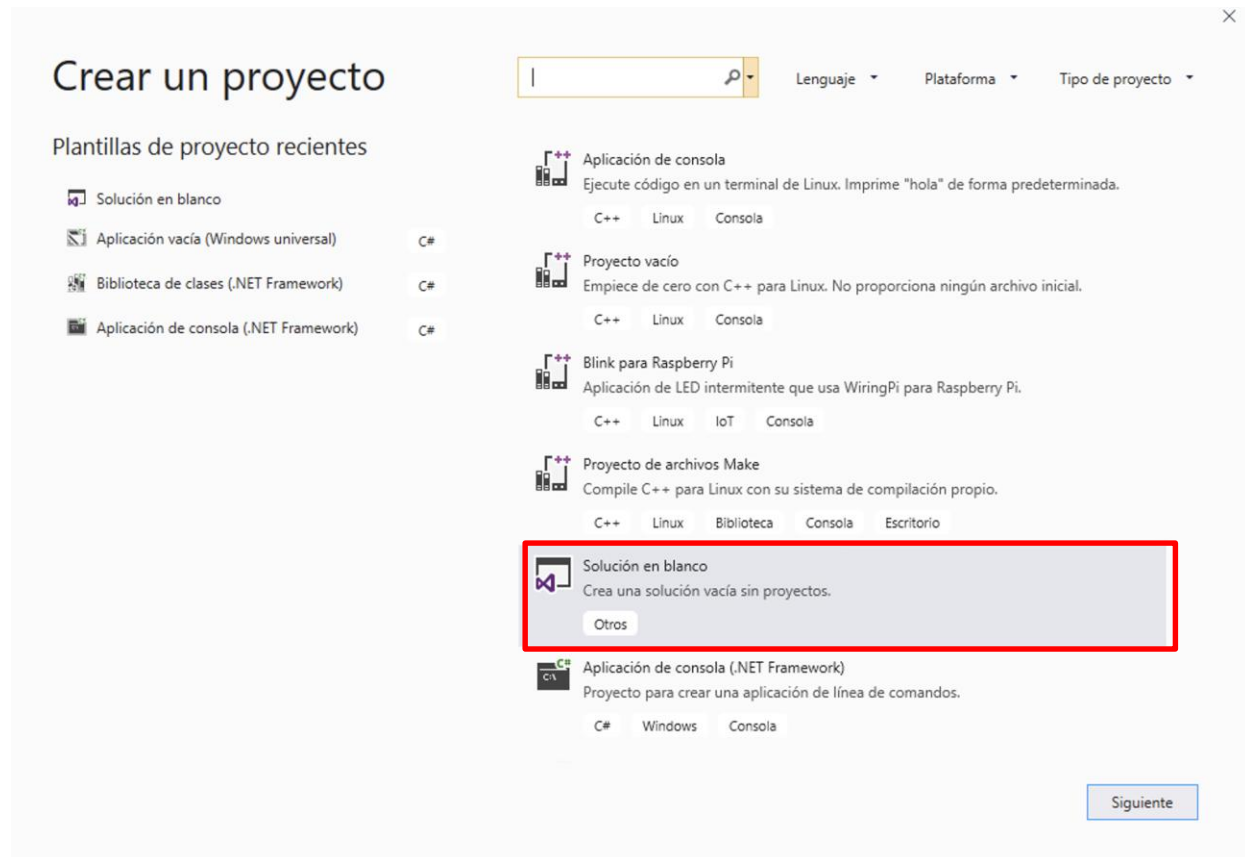 Crear un proyecto
Lenguaje
Plataforma
Tipo de proyecto
Plantillas de proyecto recientes
Solución en blanco
Aplicación vacía (Windows universal)
C#
Biblioteca de clases (.NET Framework)
C#
Aplicación de consola (.NET Framework)
C#
Aplicación de consola
Ejecute código en un terminal de Linux. Imprime "hola" de forma predeterminada.
C++ Linux Consola
Proyecto vacío
Empiece de cero con C++ para Linux. No proporciona ningún archivo inicial.
C++ Linux Consola
Blink para Raspberry Pi
Aplicación de LED intermitente que usa WiringPi para Raspberry Pi.
C++ Linux IoT Consola
Proyecto de archivos Make
Compile C++ para Linux con su sistema de compilación propio.
C++ Linux Biblioteca Consola Escritorio
Solución en blanco
Crea una solución vacía sin proyectos.
Otros
Aplicación de consola (.NET Framework)
Proyecto para crear una aplicación de línea de comandos.
C# Windows Consola
Siguiente